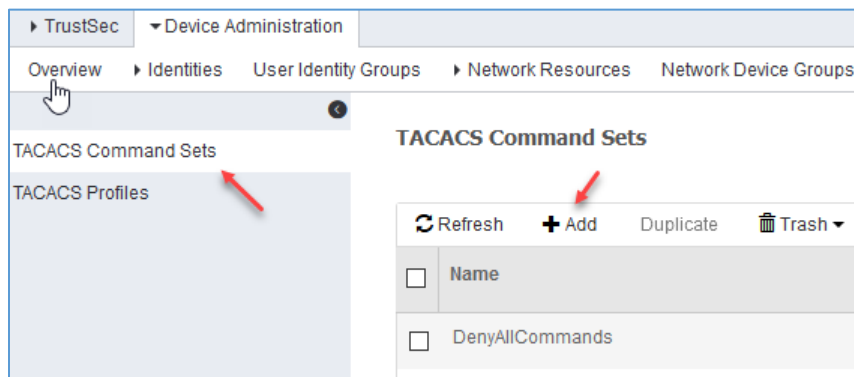 TrustSec Device Administration
Overview Identities User Identity Groups Network Resources Network Device Groups
TACACS Command Sets
TACACS Profiles
TACACS Command Sets
Refresh Add Duplicate Trash
Name
DenyAllCommands